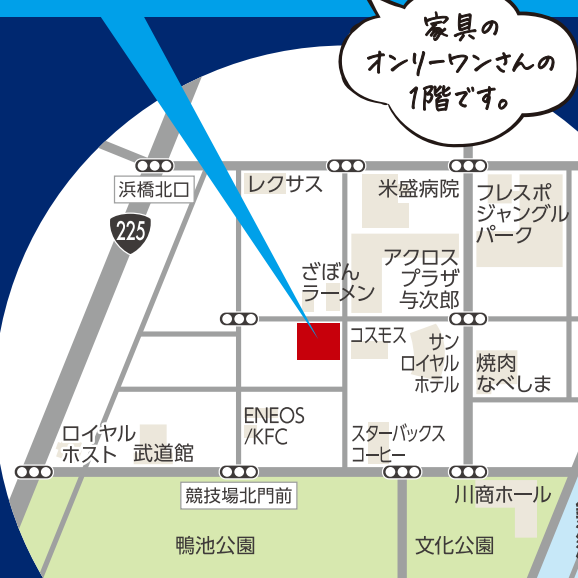 家具の
オンリーワンさんの
1階です。
浜橋北口
225
レクサス
米盛病院
フレスポ
ジャングル
パーク
ざぼん
ラーメン
アクロス
プラザ
与次郎
コスモス
サン
ロイヤル
ホテル
焼肉
なべしま
ENEOS
/KFC
スターバックス
コーヒー
ロイヤル
ホスト
武道館
競技場北門前
川商ホール
鴨池公園
文化公園